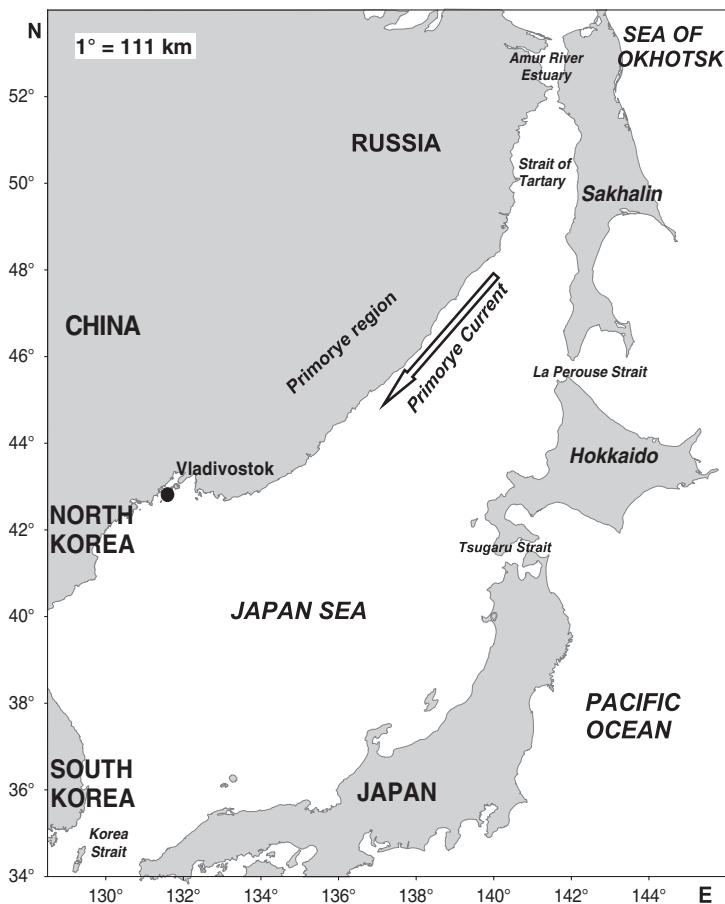 N
1° = 111 km
SEA OF
OKHOTSK
Amur River
Estuary
52°
RUSSIA
Strait of
Tartary
50°
Sakhalin
48°
Primorye region
Primorye Current
CHINA
46°
La Perouse Strait
44°
Hokkaido
Vladivostok
42°
NORTH
KOREA
Tsugaru Strait
40°
JAPAN SEA
38°
PACIFIC
OCEAN
36°
SOUTH
KOREA
JAPAN
Korea
Strait
34°
130°
132°
134°
136°
138°
140°
142°
144°
E